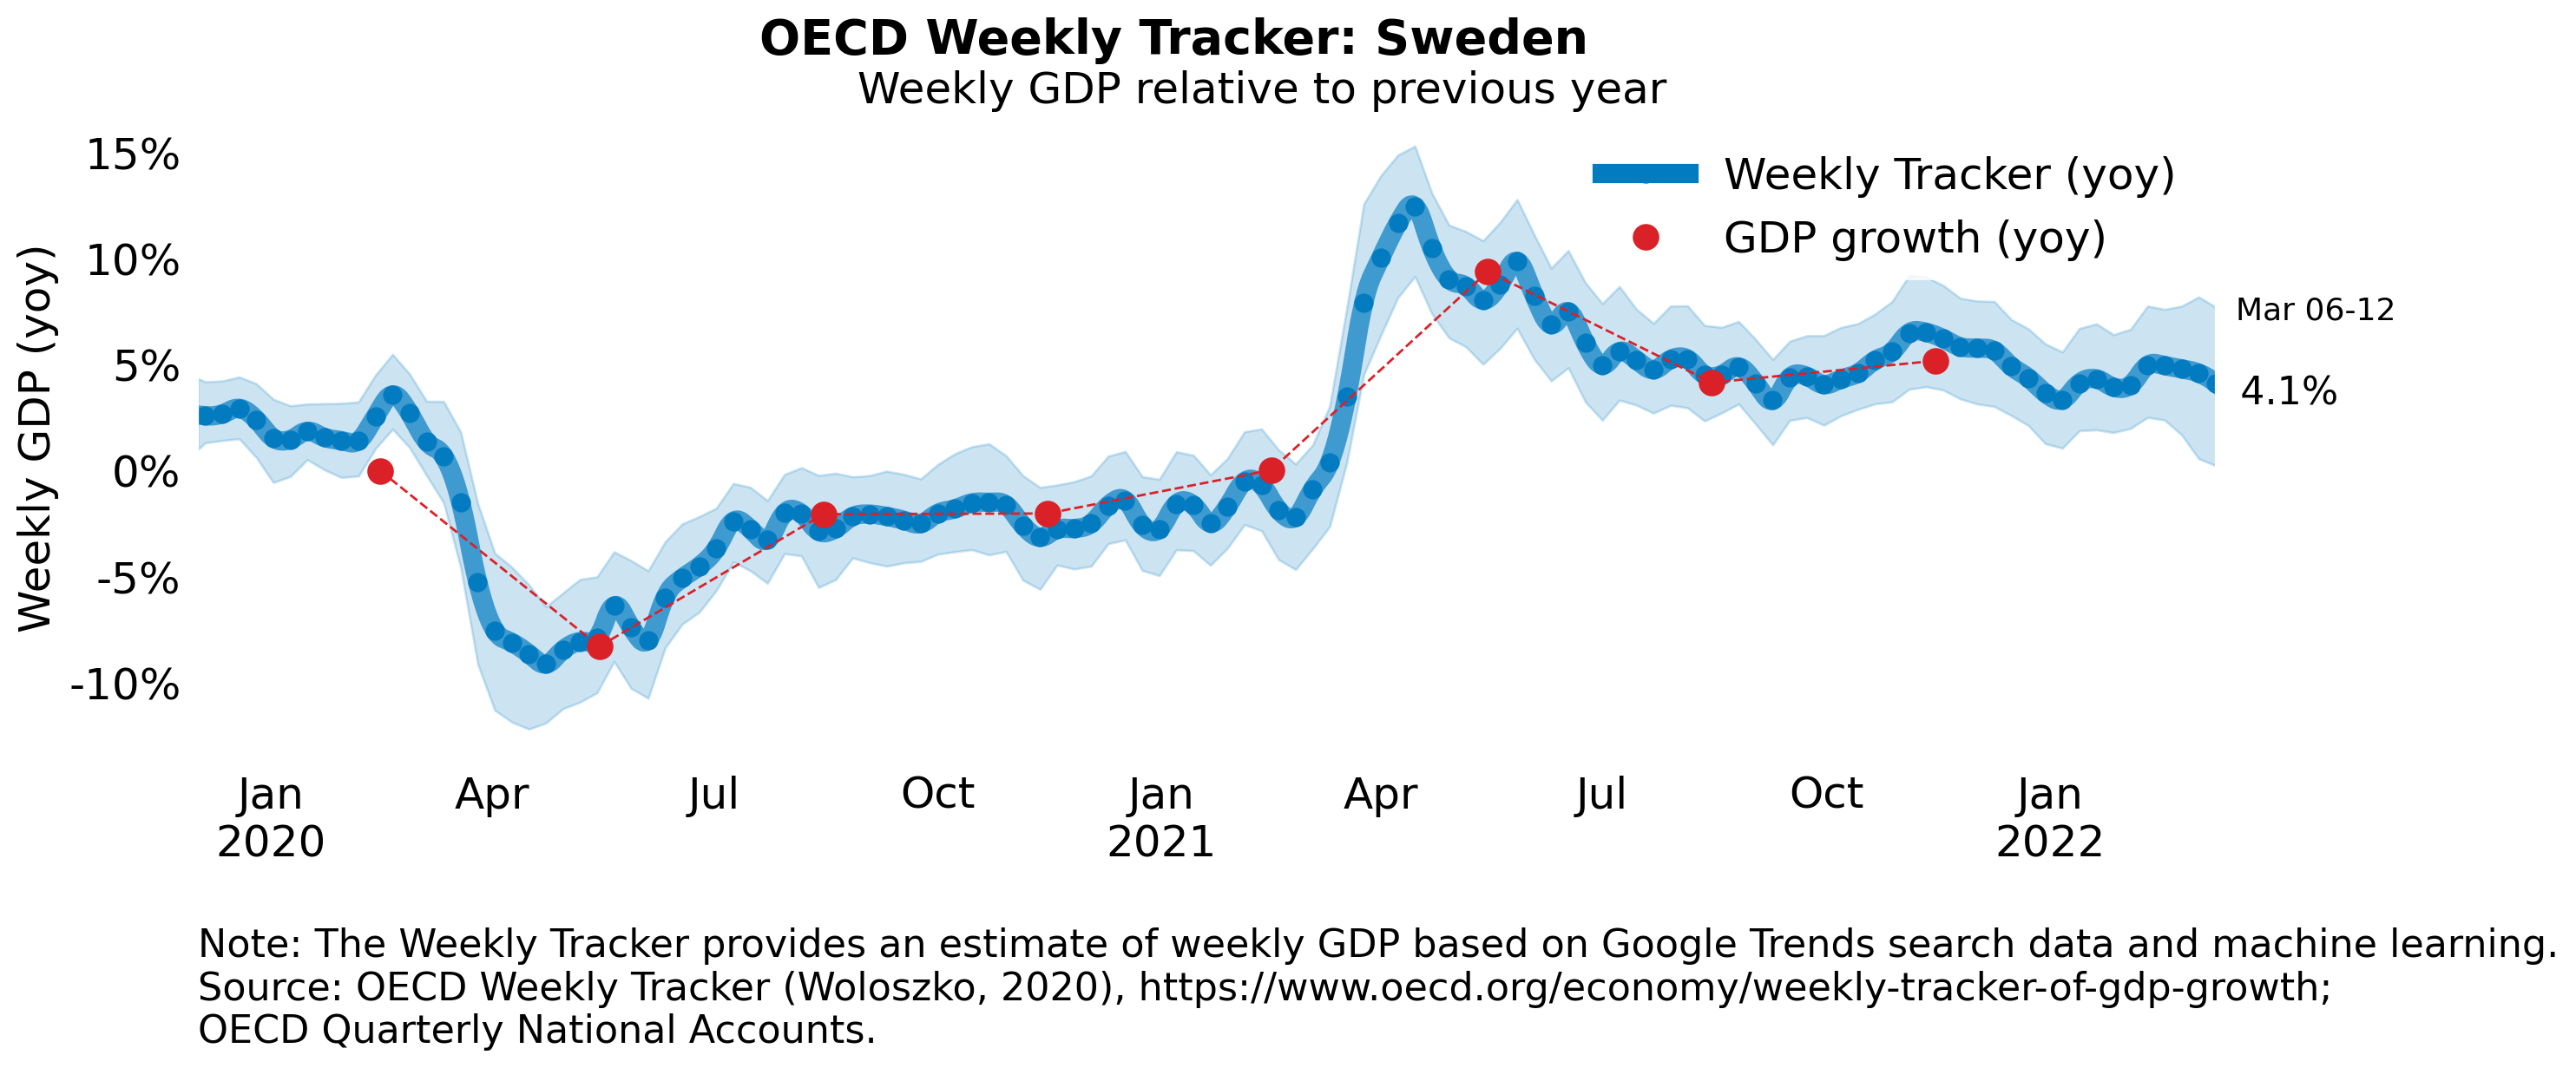 OECD Weekly Tracker: Sweden
Weekly GDP relative to previous year
Weekly GDP (yoy)
15%
10%
5%
0%
-5%
-10%
Weekly Tracker (yoy)
GDP growth (yoy)
Mar 06-12
4.1%
Jan Apr Jul Oct Jan Apr Jul Oct Jan
2020 2021 2022
Note: The Weekly Tracker provides an estimate of weekly GDP based on Google Trends search data and machine learning.
Source: OECD Weekly Tracker (Woloszko, 2020), https://www.oecd.org/economy/weekly-tracker-of-gdp-growth;
OECD Quarterly National Accounts.